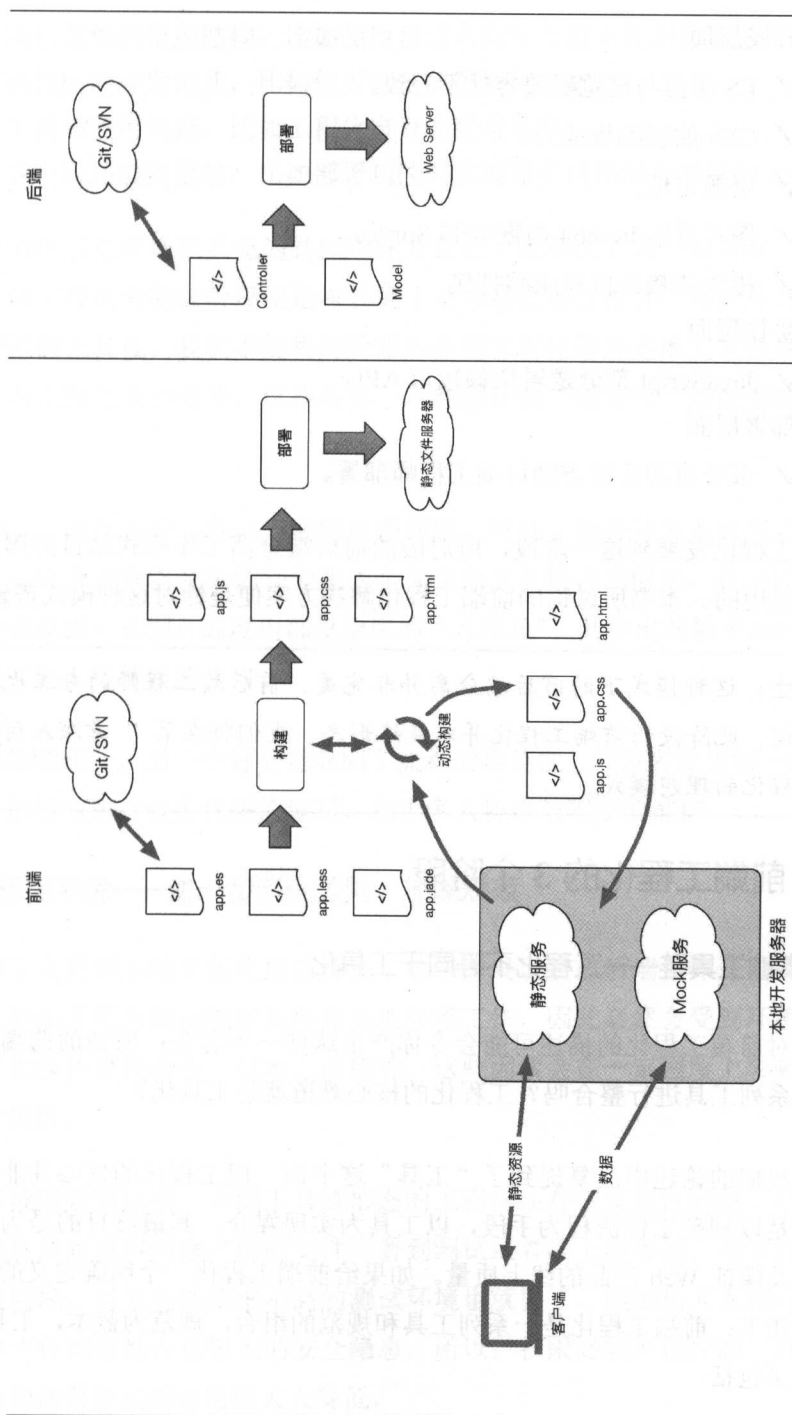 前端
Git/SVN
</>
app.es
</>
app.less
</>
app.jade
构建
动态构建
</>
app.js
</>
app.css
</>
app.html
部署
静态文件服务器
</>
app.js
</>
app.css
</>
app.html
客户端
静态资源
数据
静态服务
Mock服务
本地开发服务器
后端
Git/SVN
</>
Controller
</>
Model
部署
Web Server